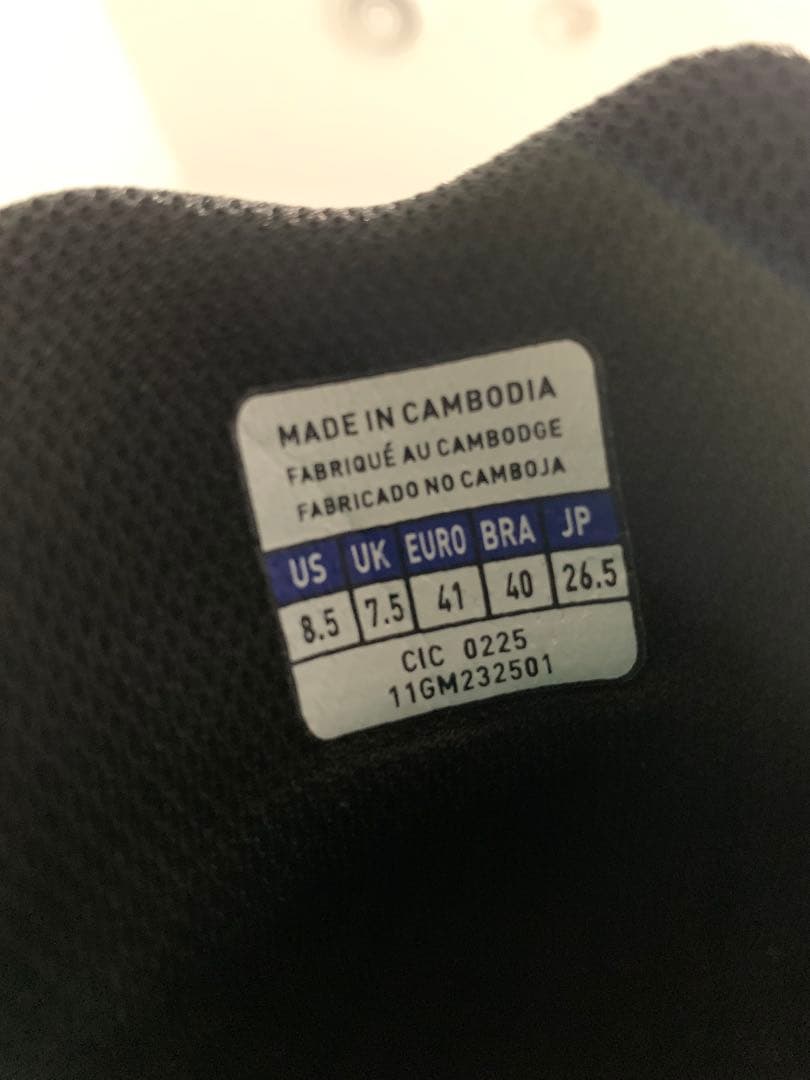 MADE IN CAMBODIA
FABRIQUÉ AU CAMBODGE
FABRICADO NO CAMBOJA
US UK EURO BRA JP
8.5 7.5 41 40 26.5
CIC 0225
11GM232501